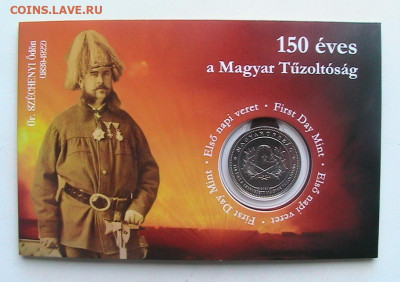 COINS.LAVE.RU
150 éves
a Magyar Tűzoltóság
Gr. SZÉCHENYI Ödön
(1839-1922)
Első napi veret · First Day Mint · Első napi veret · First Day Mint ·